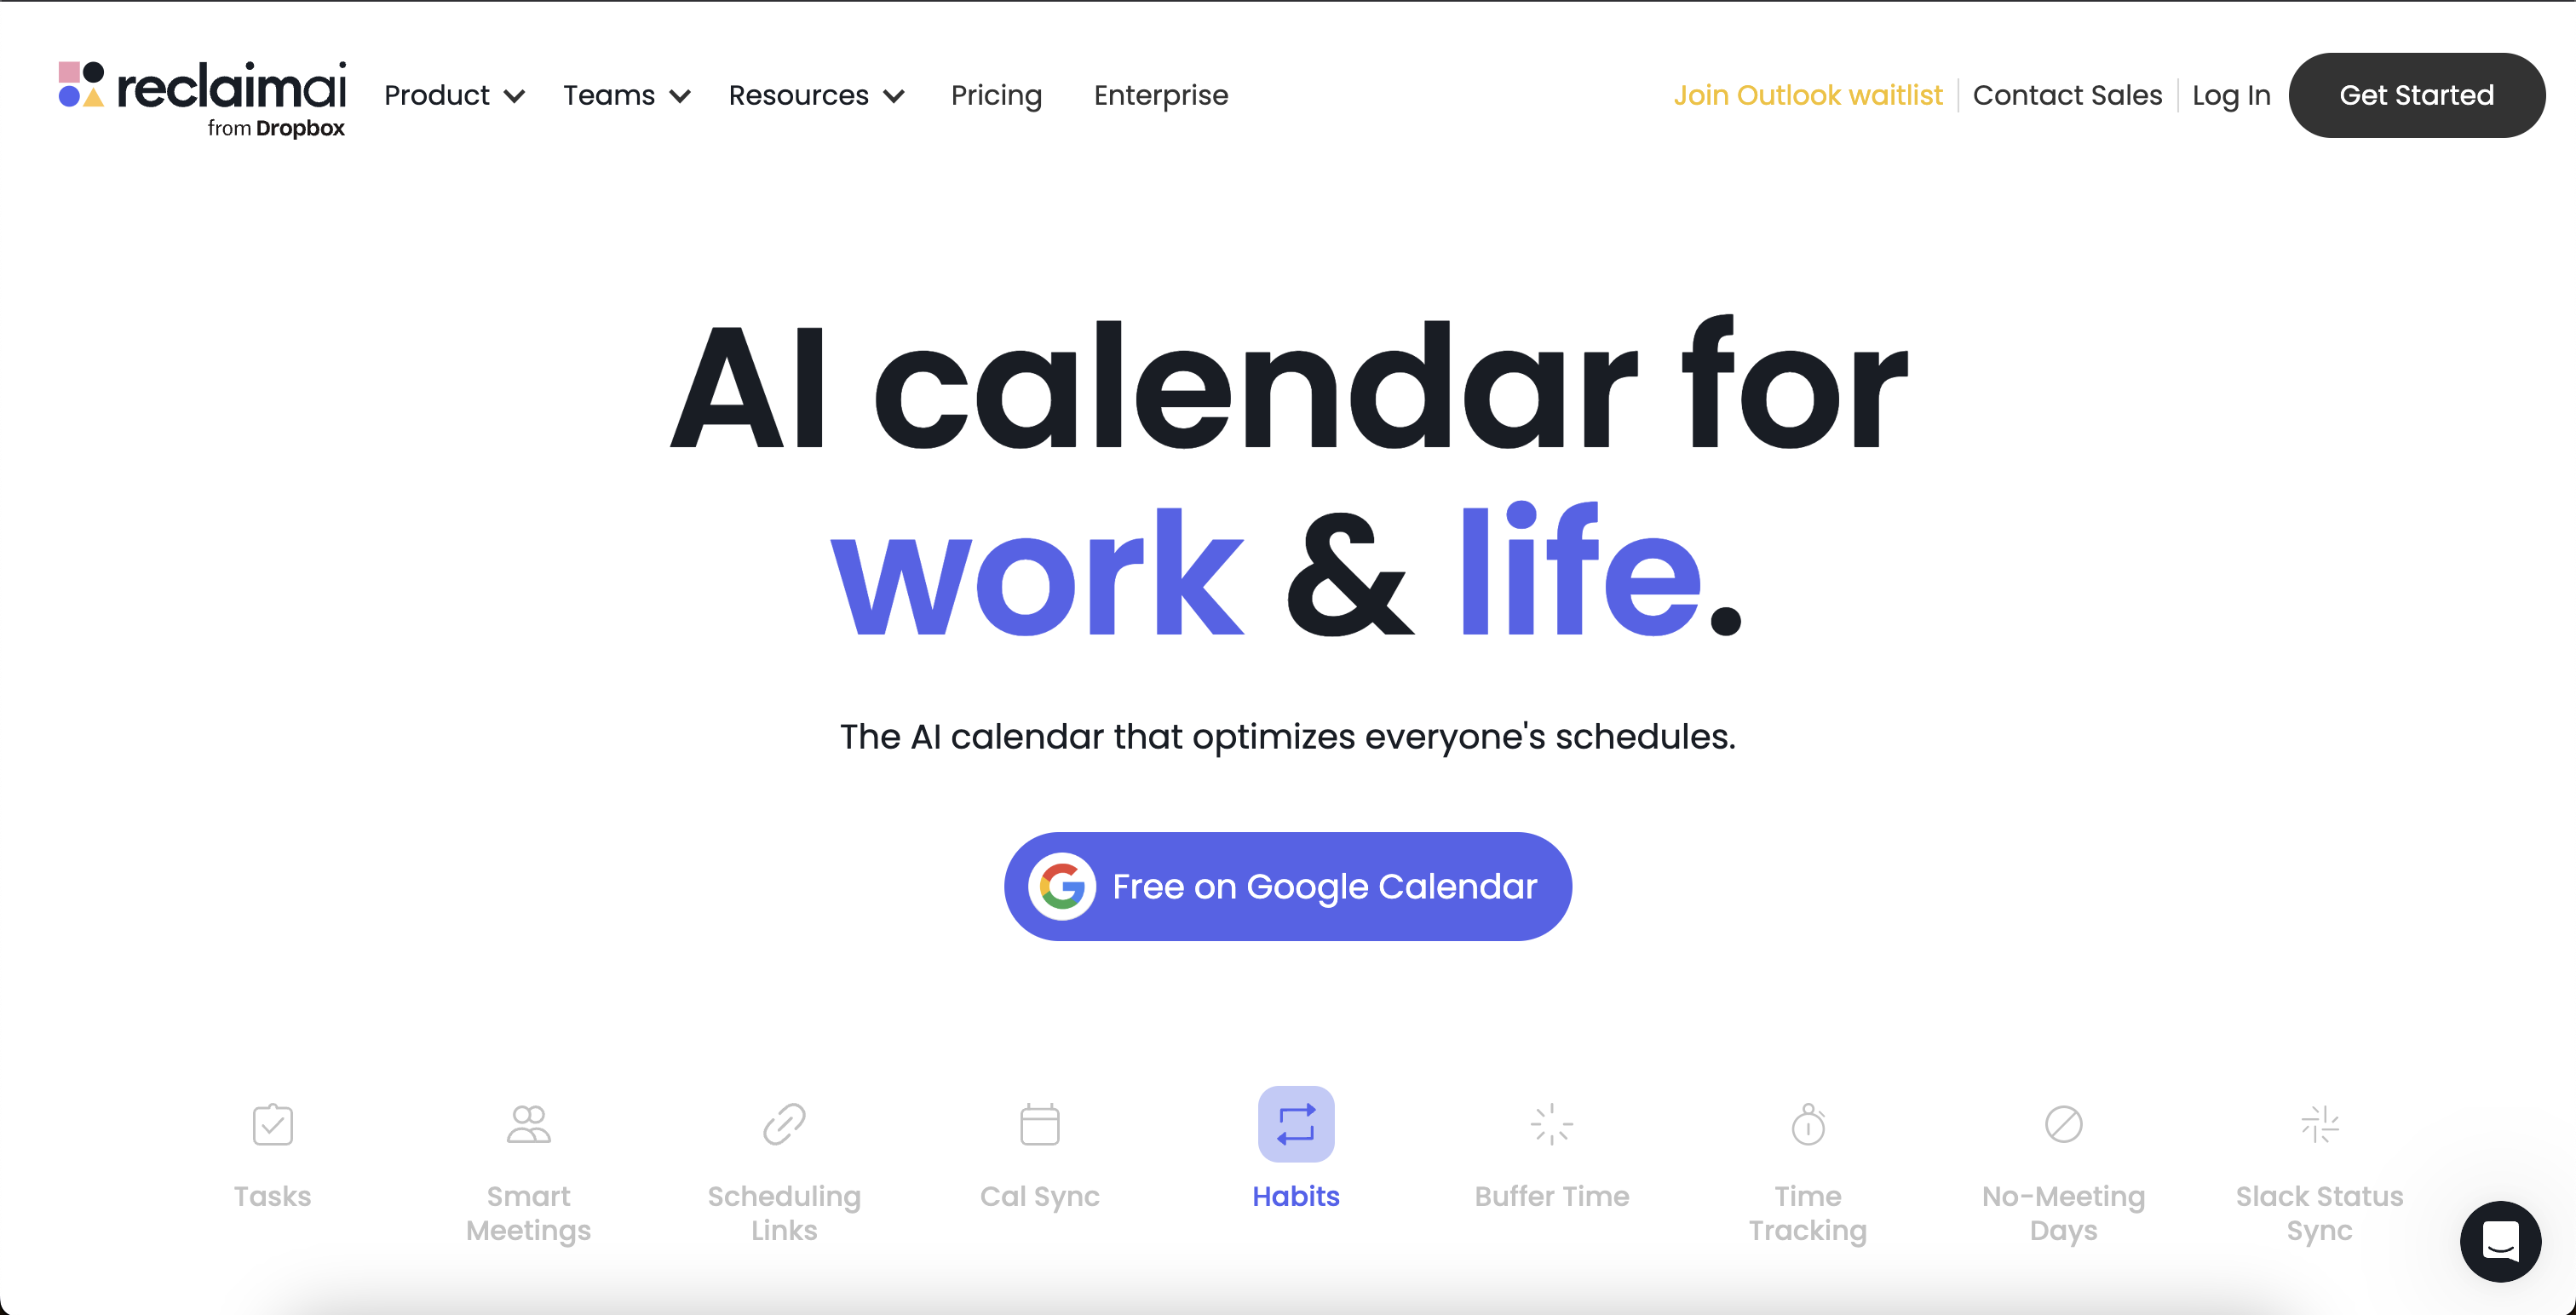 reclaimai
from Dropbox
Product
Teams
Resources
Pricing
Enterprise
Join Outlook waitlist
Contact Sales
Log In
Get Started
AI calendar for
work & life.
The AI calendar that optimizes everyone's schedules.
Free on Google Calendar
Tasks
Smart
Meetings
Scheduling
Links
Cal Sync
Habits
Buffer Time
Time
Tracking
No-Meeting
Days
Slack Status
Sync